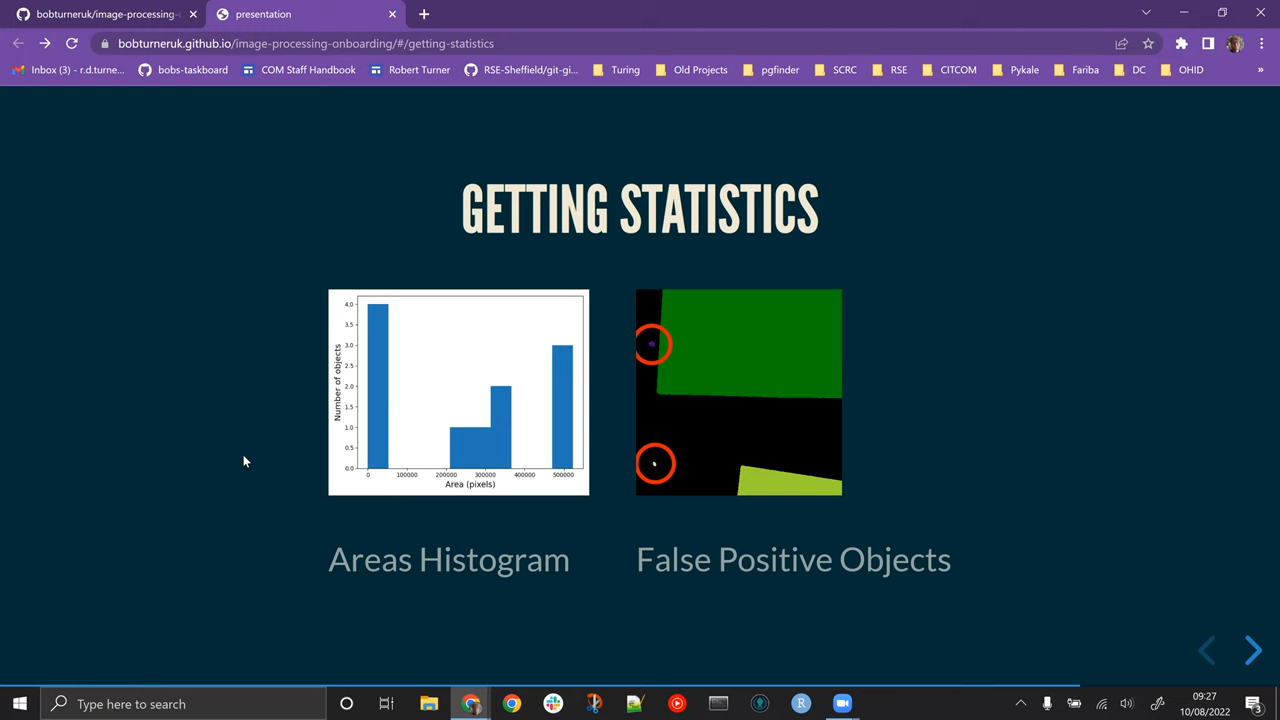 bobturneruk/image-processing-
presentation
bobturneruk.github.io/image-processing-onboarding/#/getting-statistics
Inbox (3) - r.d.turne...
bobs-taskboard
COM Staff Handbook
Robert Turner
RSE-Sheffield/git-gi...
Turing
Old Projects
pgfinder
SCRC
RSE
CITCOM
Pykale
Fariba
DC
OHID
»
GETTING STATISTICS
4.0
3.5
3.0
2.5
2.0
1.5
1.0
0.5
0.0
Number of objects
0 100000 200000 300000 400000 500000
Area (pixels)
Areas Histogram
False Positive Objects
Type here to search
R
09:27
10/08/2022
3